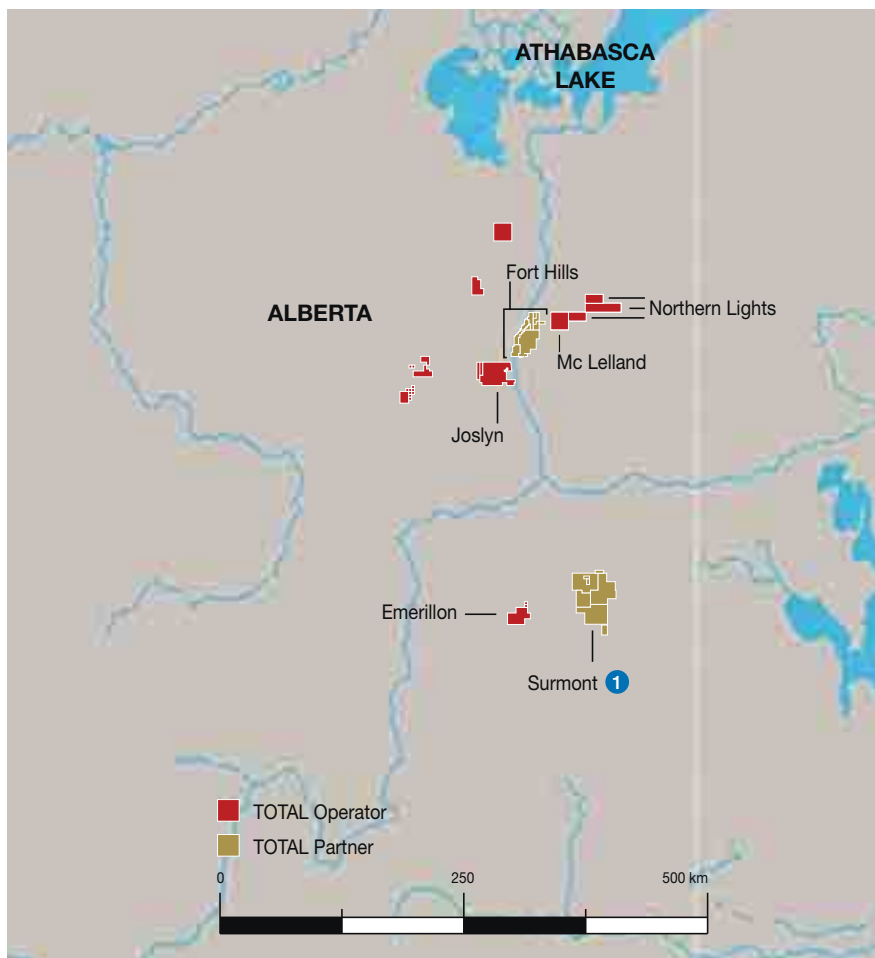 ATHABASCA
LAKE
Fort Hills
ALBERTA
Northern Lights
Mc Lelland
Joslyn
Emerillon
Surmont 1
TOTAL Operator
TOTAL Partner
0 250 500 km